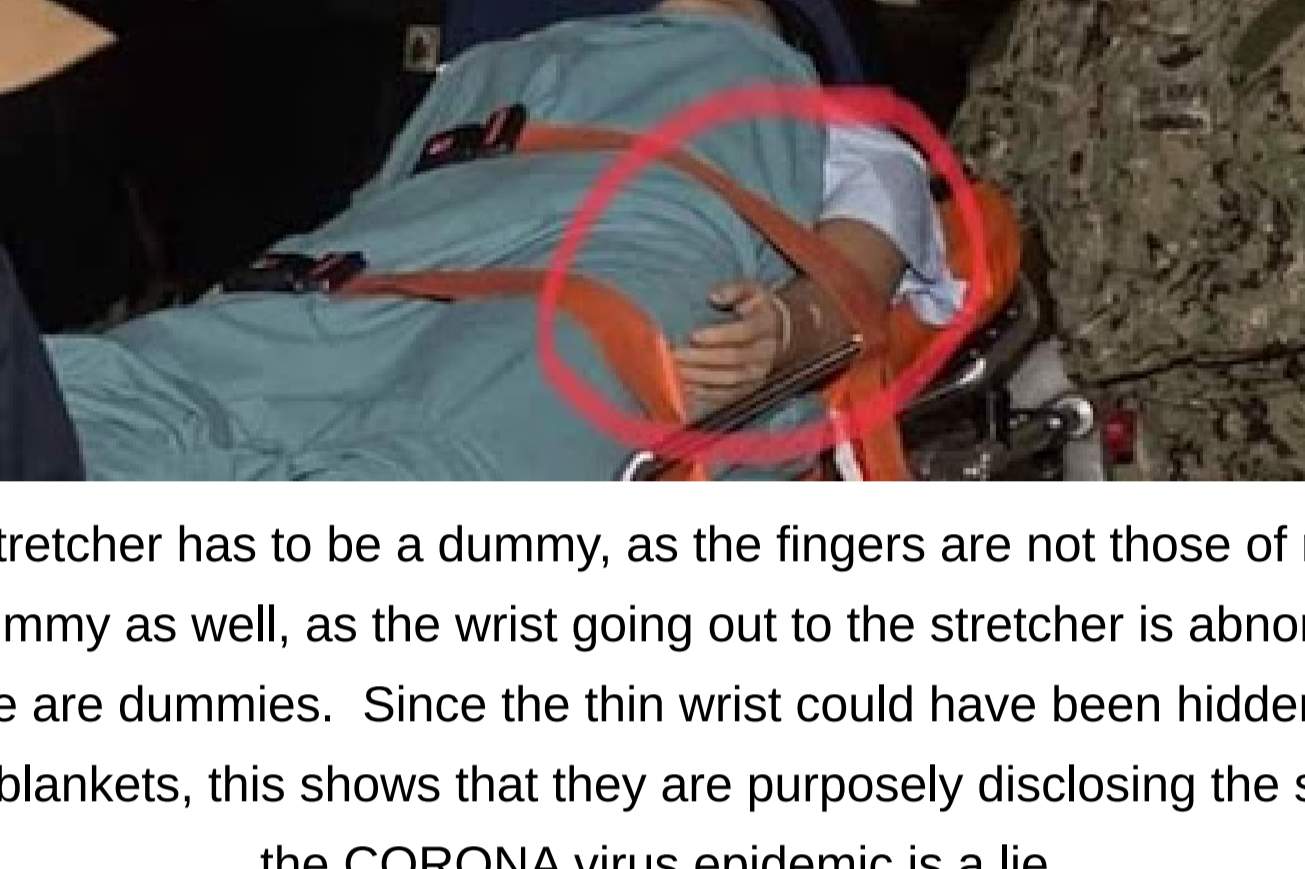 tretcher has to be a dummy, as the fingers are not those of
mmy as well, as the wrist going out to the stretcher is abnor
e are dummies. Since the thin wrist could have been hidden
blankets, this shows that they are purposely disclosing the s
the CORONA virus epidemic is a lie